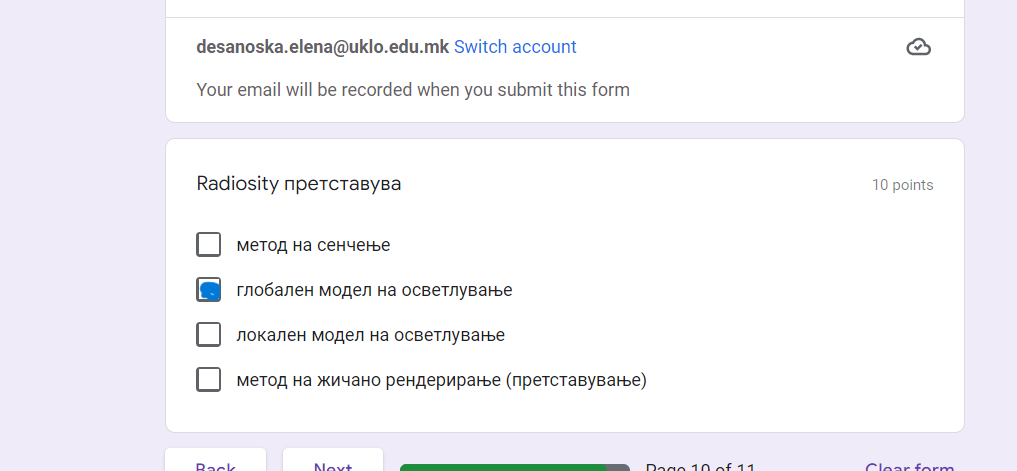 desanoska.elena@uklo.edu.mk Switch account
Your email will be recorded when you submit this form
Radiosity претставува
10 points
метод на сенчење
глобален модел на осветлување
локален модел на осветлување
метод на жичано рендерирање (претставување)
Back
Next
Page 10 of 11
Clear form